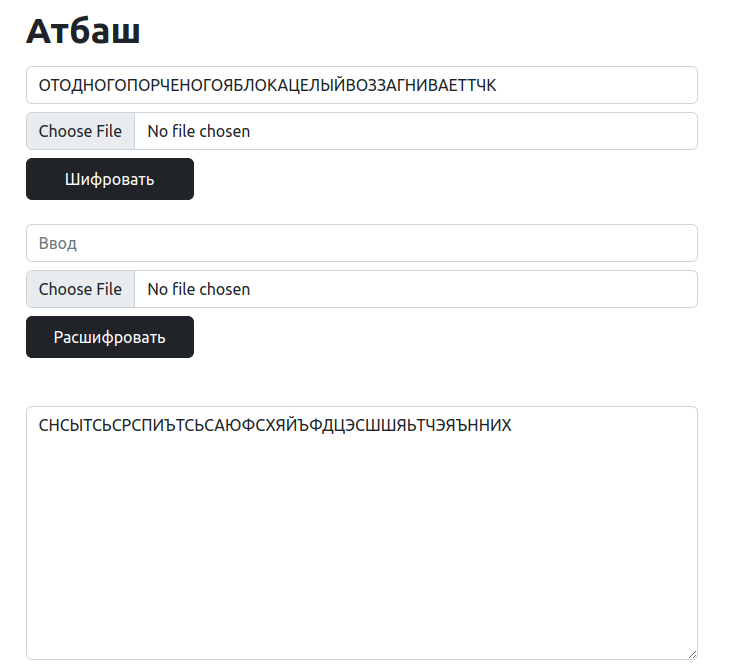 Атбаш
ОТОДНОГОПОРЧЕНОГОЯБЛОКАЦЕЛЫЙВОЗЗАГНИВАЕТТЧК
Choose File No file chosen
Шифровать
Ввод
Choose File No file chosen
Расшифровать
СНСЫТСЬСРСПИЪТСЬСАЮФСХЯЙЪФДЦЭСШШЯЬТЧЭЯЪННИХ